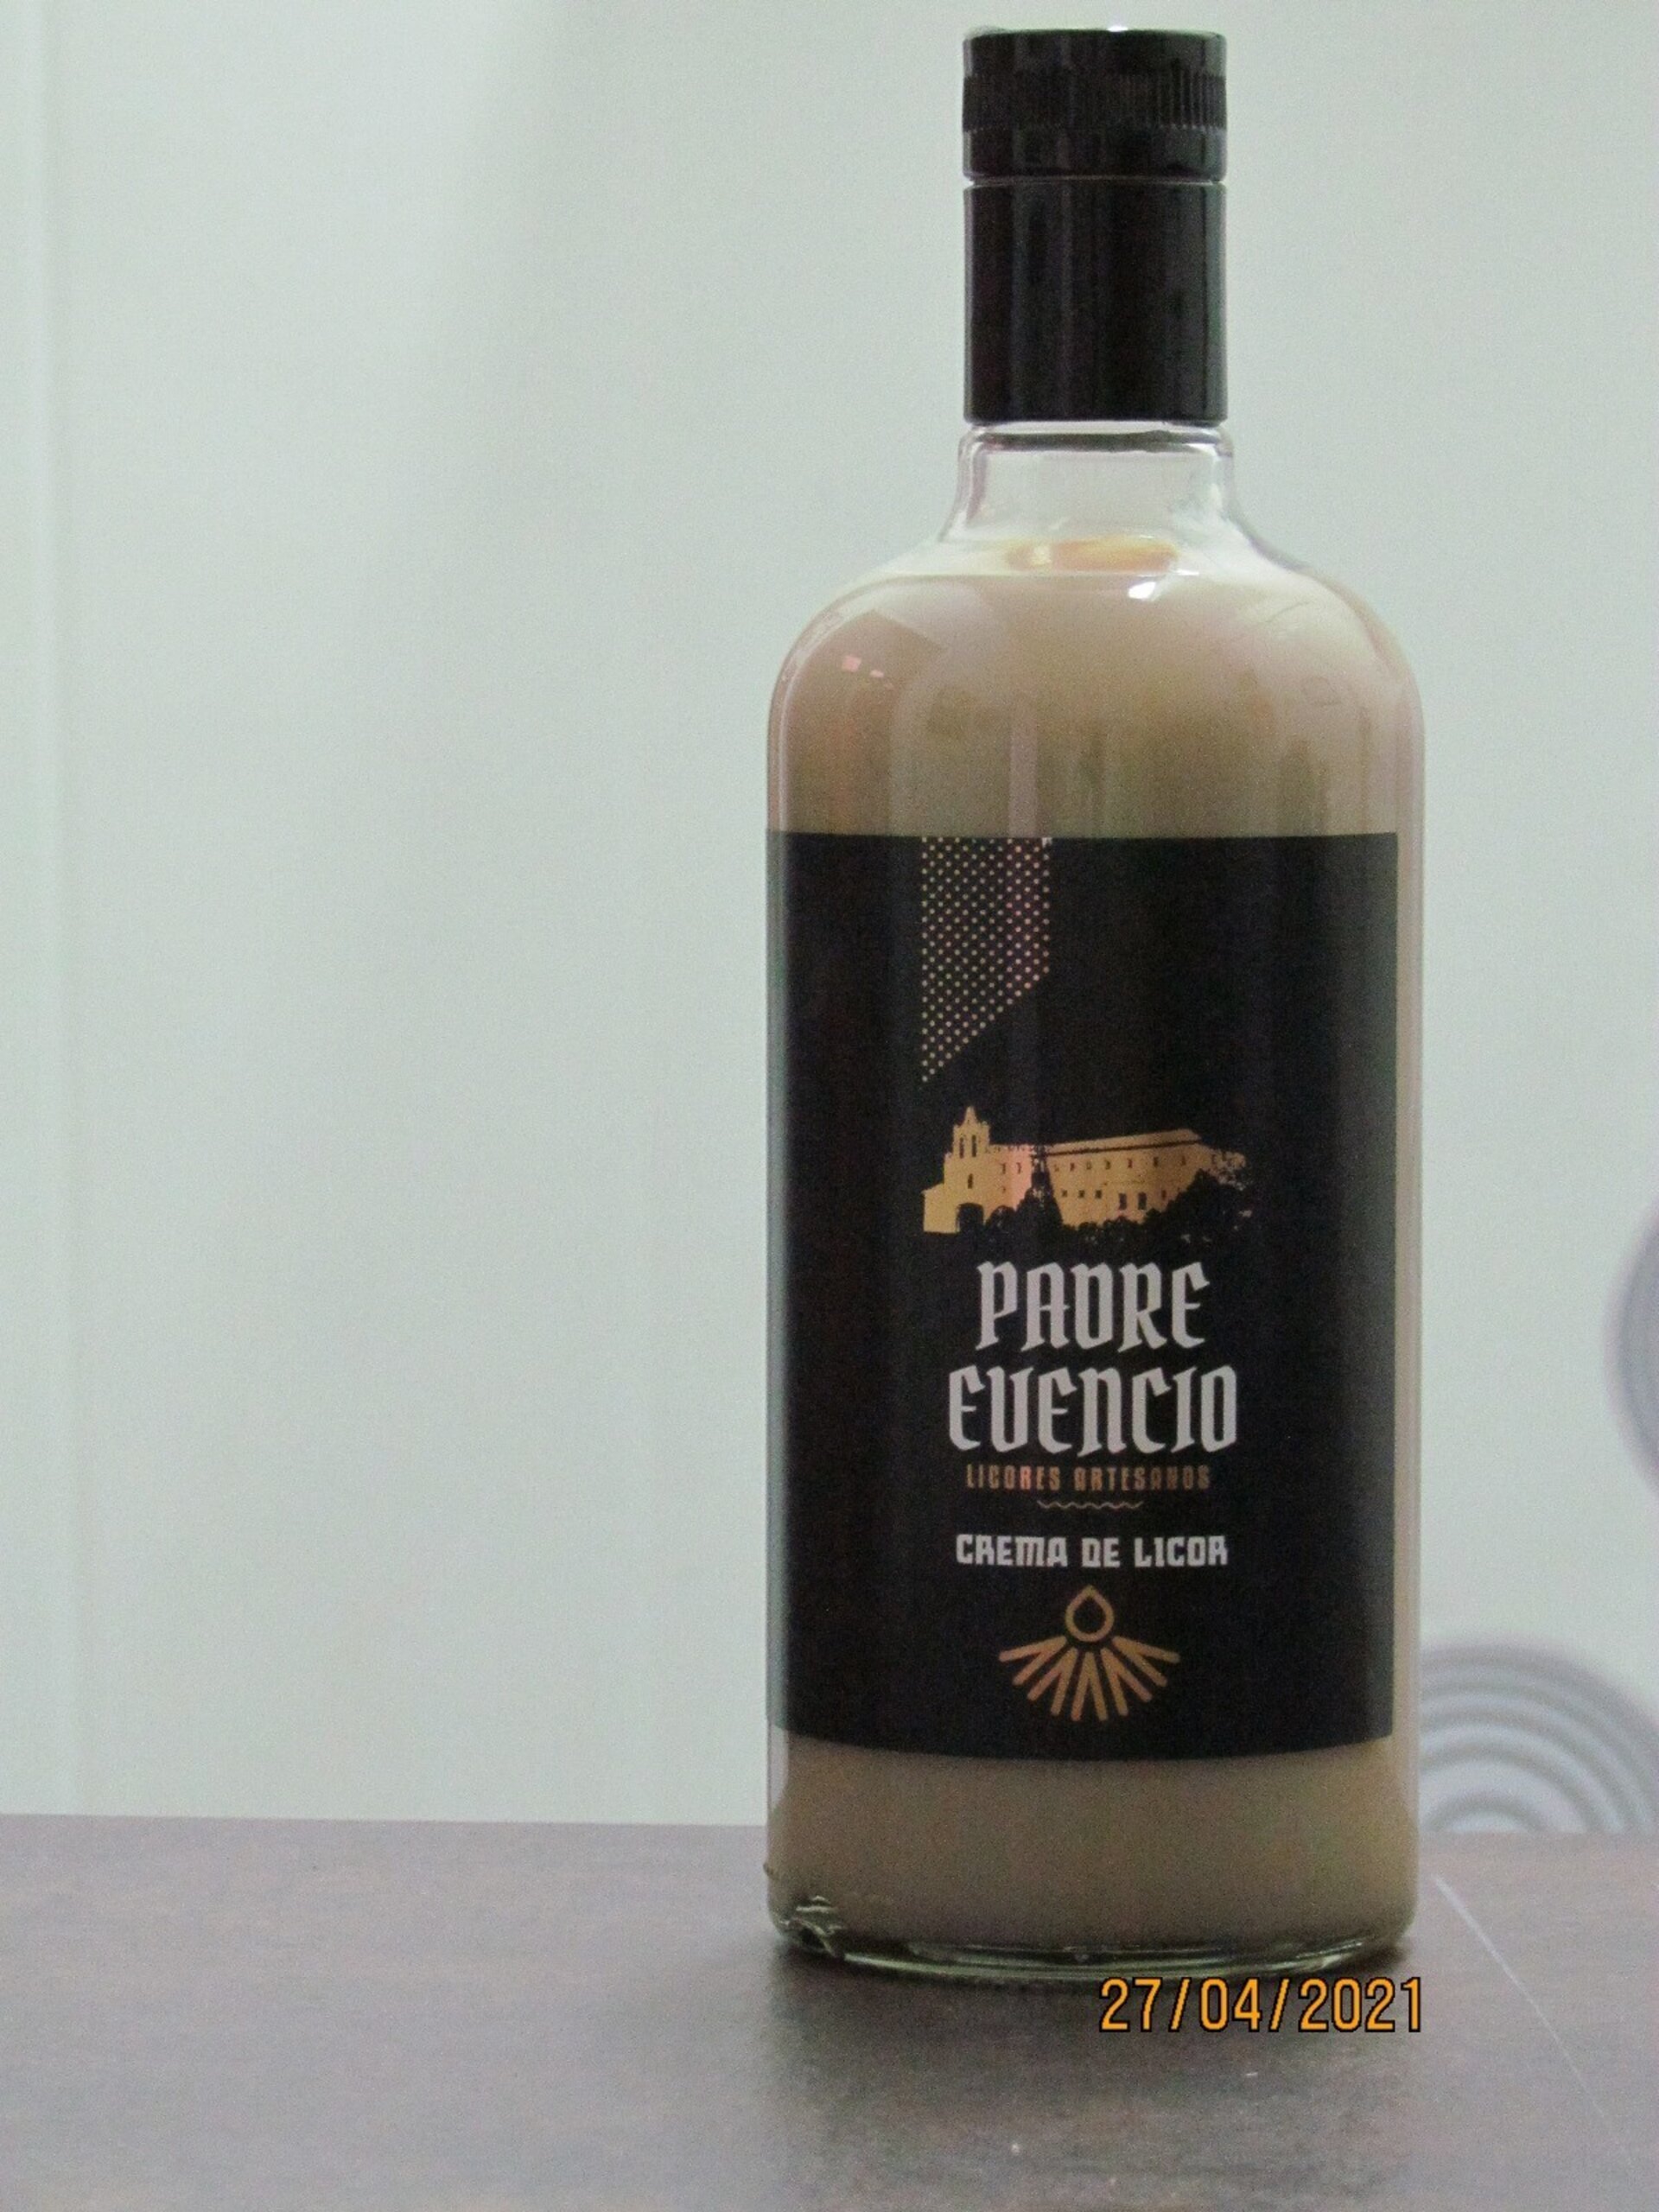 PADRE
EVENCIO
LICORES ARTESANOS
CREMA DE LICOR
27/04/2021